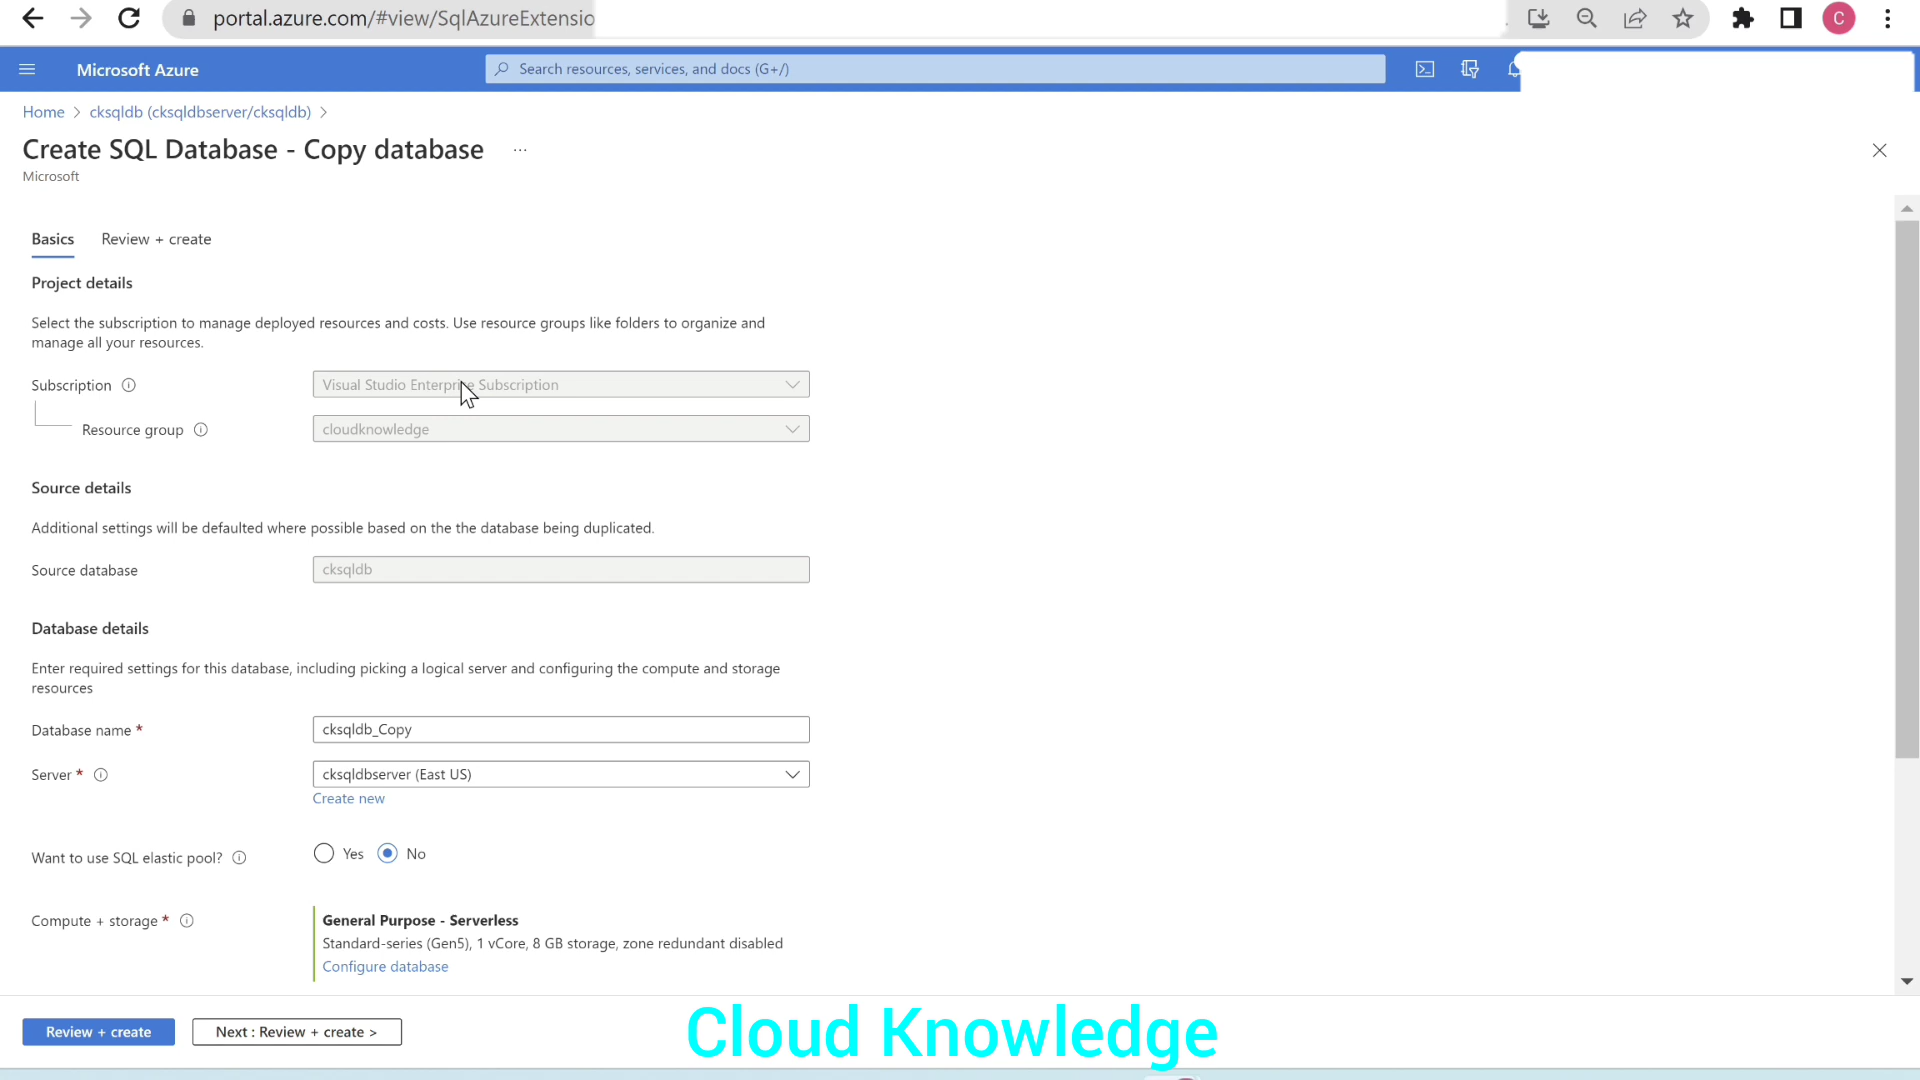 portal.azure.com/#view/SqlAzureExtensio
C
Microsoft Azure
Search resources, services, and docs (G+/)
Home > cksqldb (cksqldbserver/cksqldb) >
Create SQL Database - Copy database ...
Microsoft
Basics Review + create
Project details
Select the subscription to manage deployed resources and costs. Use resource groups like folders to organize and
manage all your resources.
Subscription Visual Studio Enterprise Subscription
Resource group cloudknowledge
Source details
Additional settings will be defaulted where possible based on the the database being duplicated.
Source database cksqldb
Database details
Enter required settings for this database, including picking a logical server and configuring the compute and storage
resources
Database name * cksqldb_Copy
Server * cksqldbserver (East US)
Create new
Want to use SQL elastic pool? Yes No
Compute + storage * General Purpose - Serverless
Standard-series (Gen5), 1 vCore, 8 GB storage, zone redundant disabled
Configure database
Review + create Next : Review + create >
Cloud Knowledge